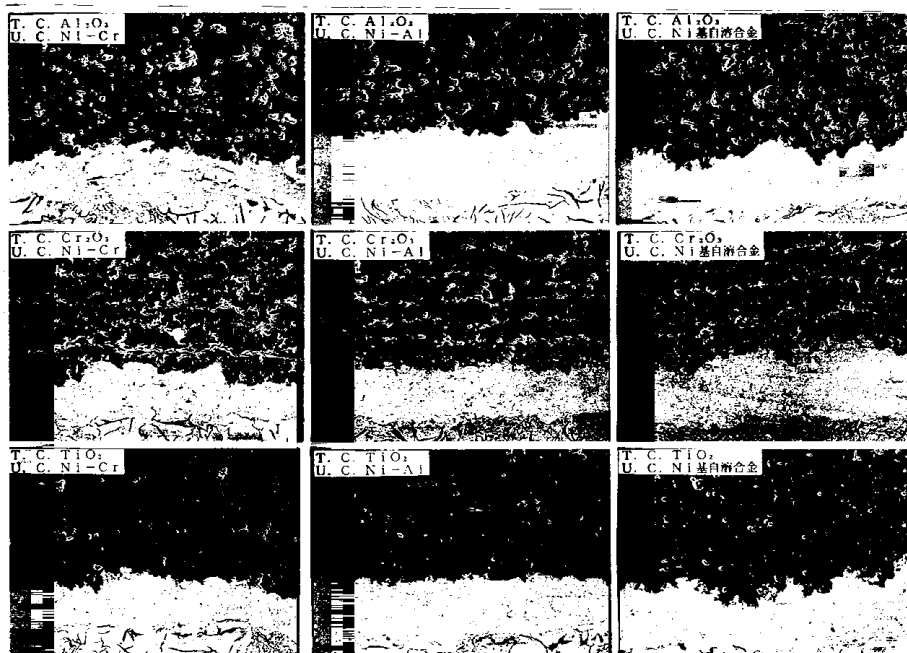 T. C. Al₂O₃
U. C. Ni-Cr
T. C. Al₂O₃
U. C. Ni-Al
T. C. Al₂O₃
U. C. Ni基自溶合金
T. C. Cr₂O₃
U. C. Ni-Cr
T. C. Cr₂O₃
U. C. Ni-Al
T. C. Cr₂O₃
U. C. Ni基自溶合金
T. C. TiO₂
U. C. Ni-Cr
T. C. TiO₂
U. C. Ni-Al
T. C. TiO₂
U. C. Ni基自溶合金